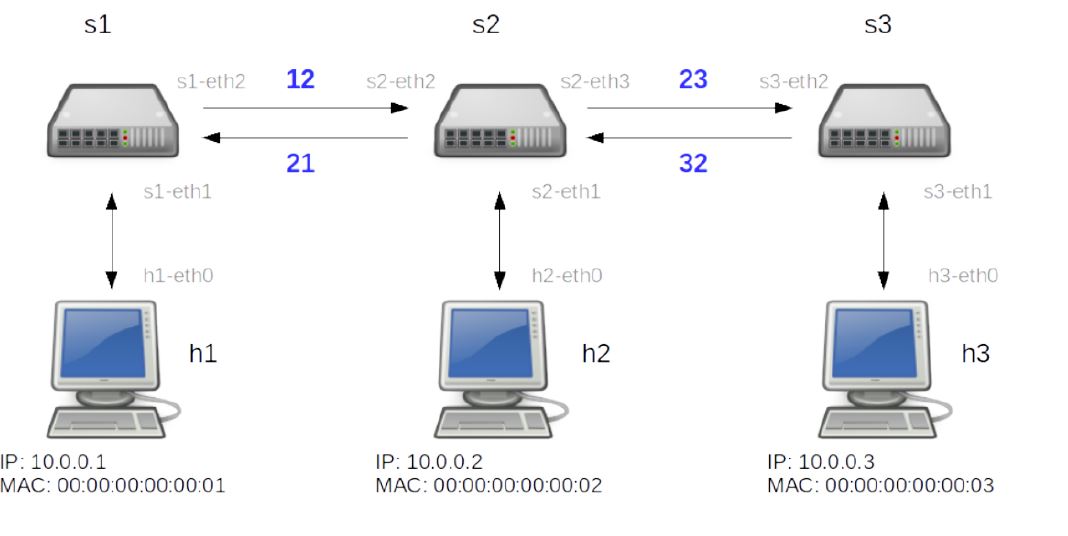 s1
s2
s3
s1-eth2
12
s2-eth2
s2-eth3
23
s3-eth2
21
32
s1-eth1
s2-eth1
s3-eth1
h1-eth0
h2-eth0
h3-eth0
h1
h2
h3
IP: 10.0.0.1
MAC: 00:00:00:00:00:01
IP: 10.0.0.2
MAC: 00:00:00:00:00:02
IP: 10.0.0.3
MAC: 00:00:00:00:00:03